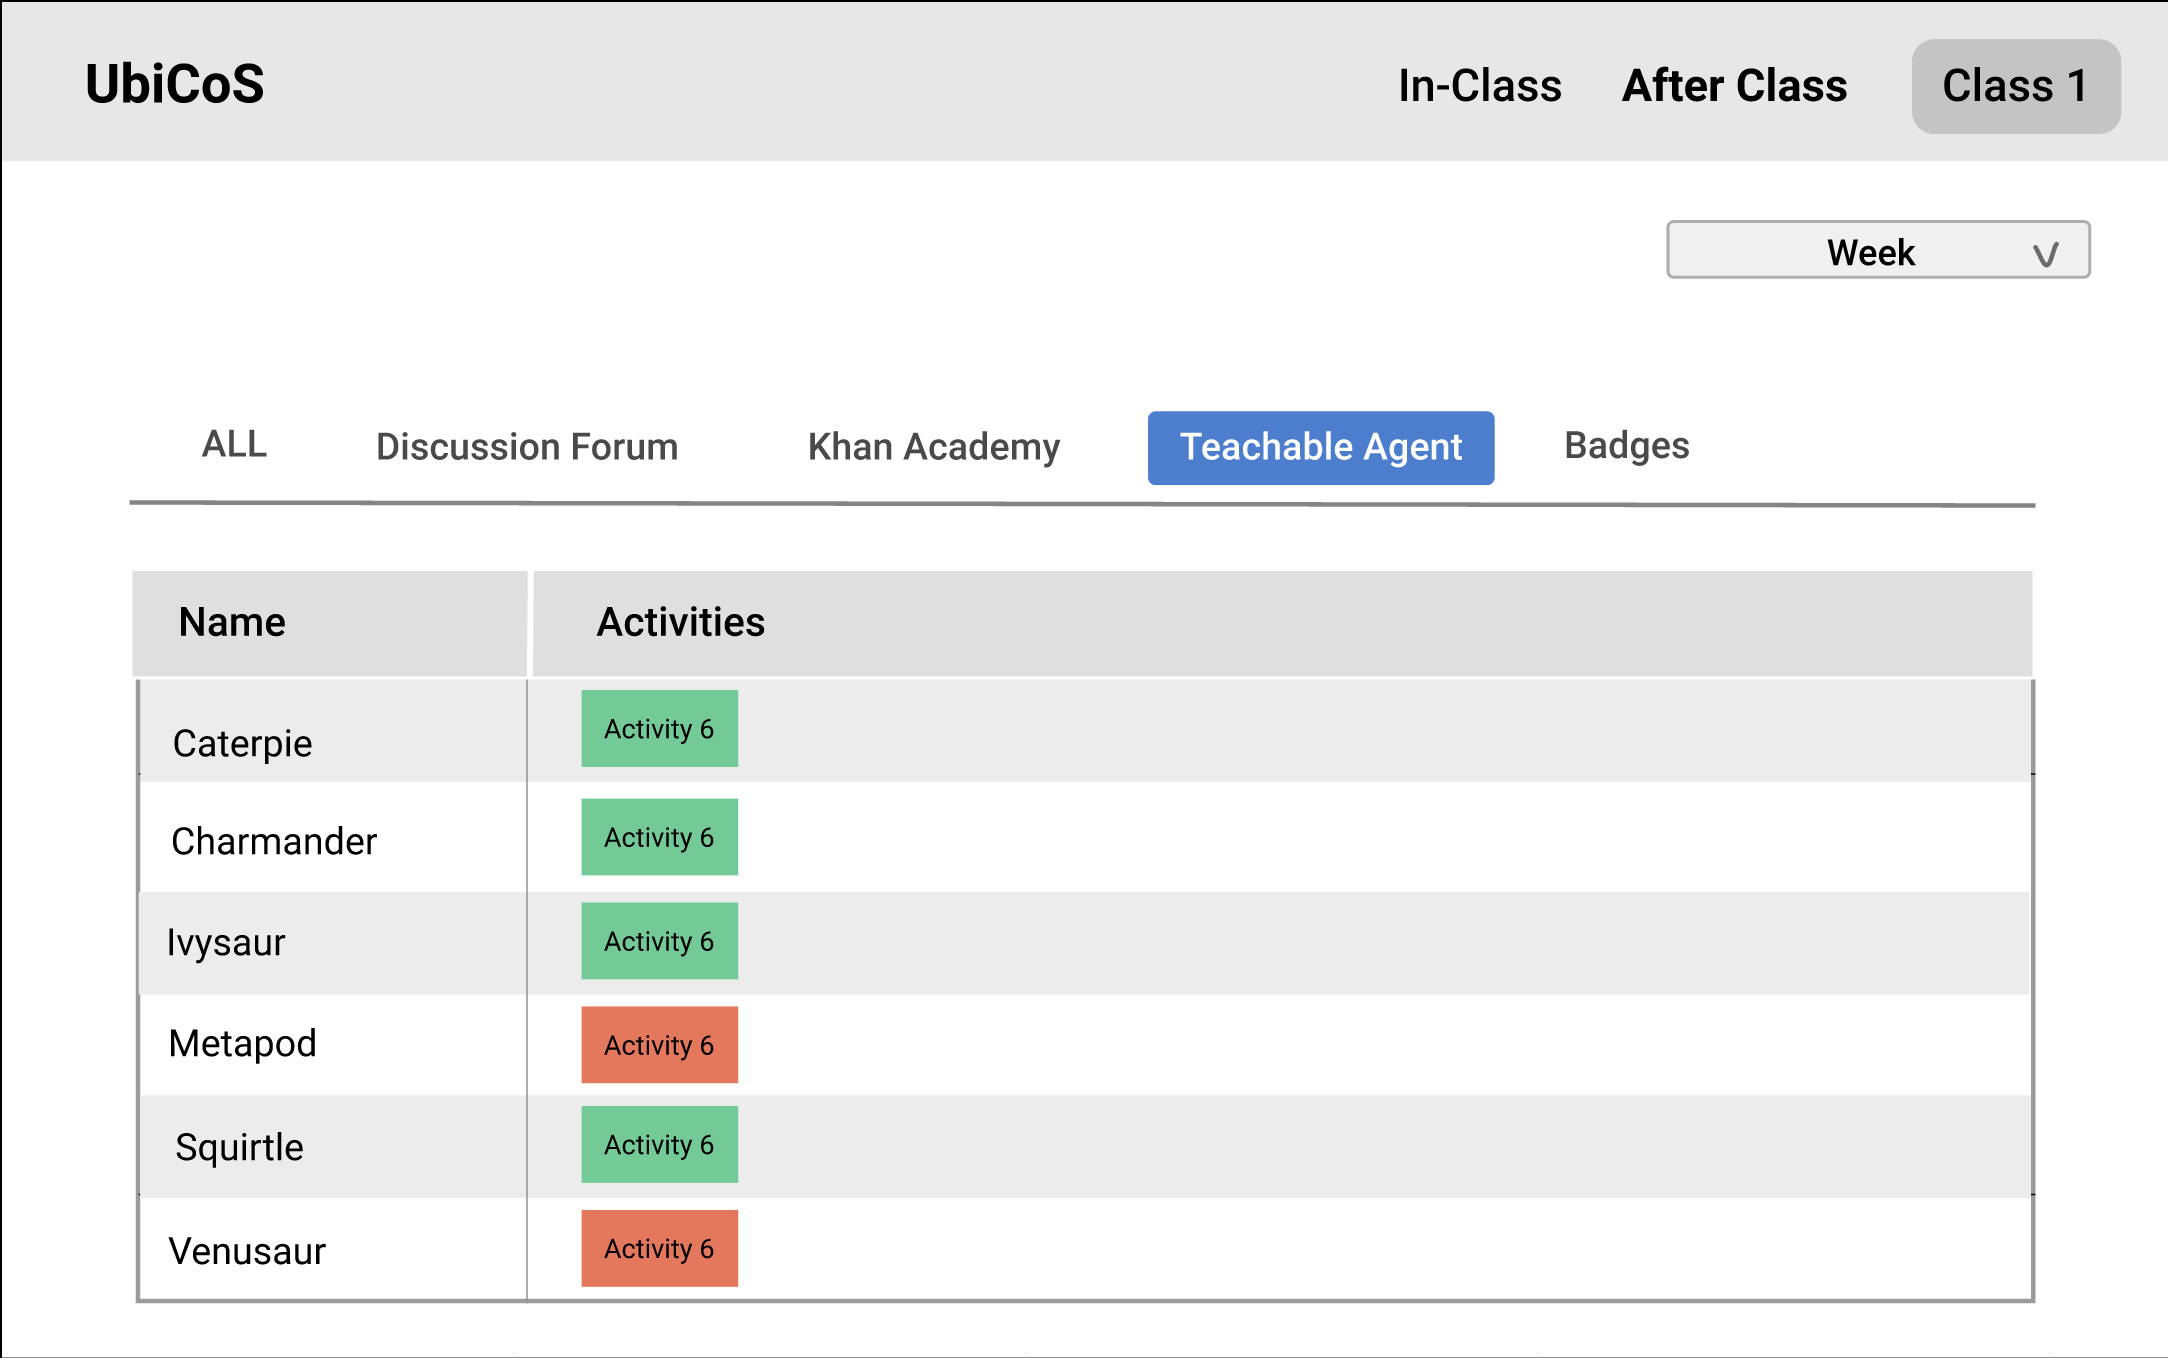 UbiCoS In-Class After Class Class 1
Week
ALL Discussion Forum Khan Academy Teachable Agent Badges
Name Activities
Caterpie Activity 6
Charmander Activity 6
Ivysaur Activity 6
Metapod Activity 6
Squirtle Activity 6
Venusaur Activity 6